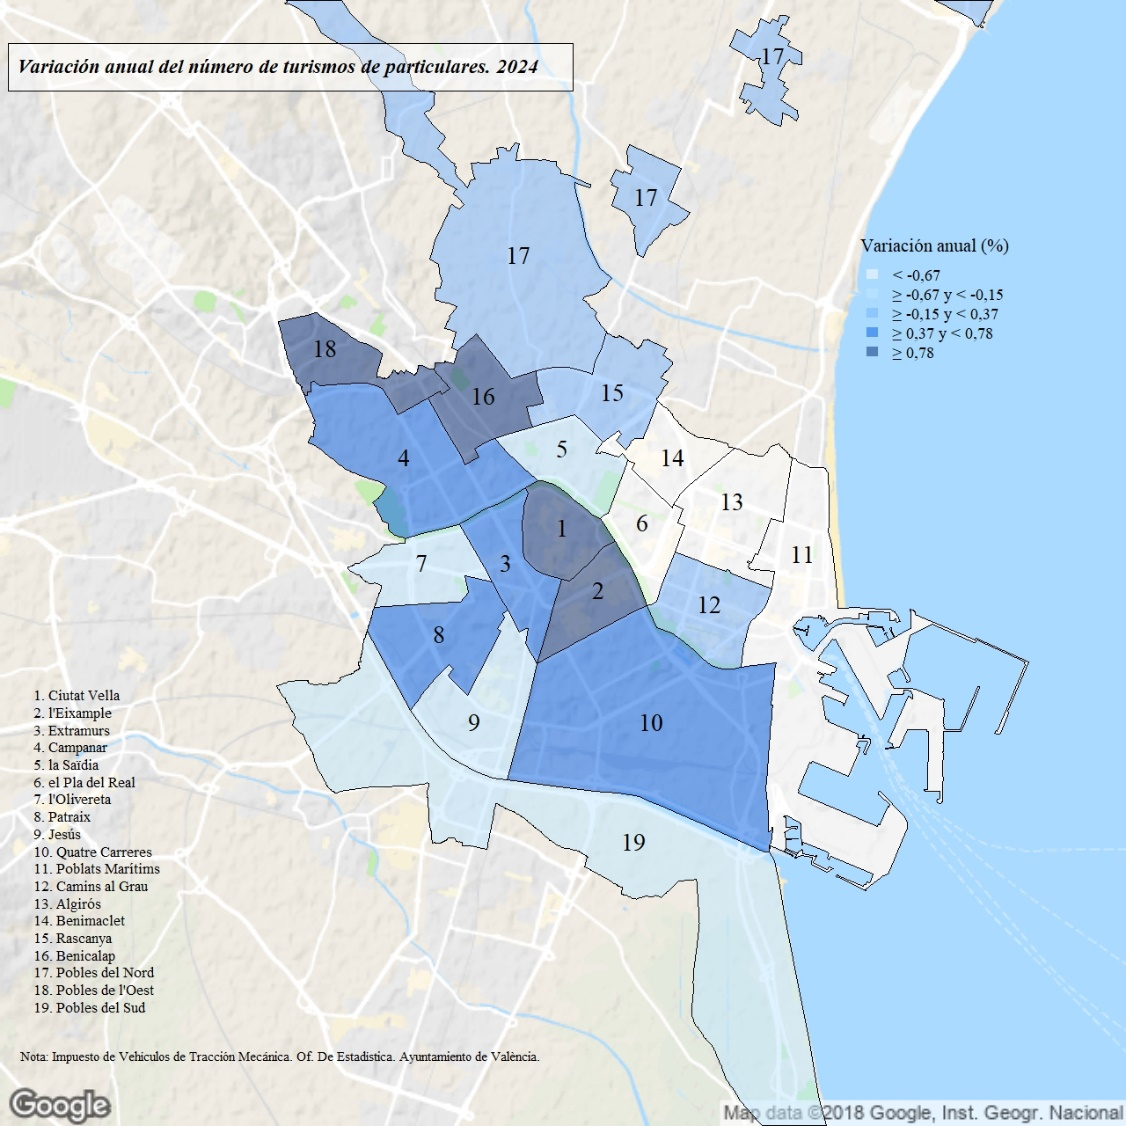 Variación anual del número de turismos de particulares. 2024
17
17
17
Variación anual (%)
< -0,67
≥ -0,67 y < -0,15
≥ -0,15 y < 0,37
≥ 0,37 y < 0,78
≥ 0,78
18
16
15
5
4
14
13
6
1
11
3
7
2
12
8
9
10
19
1. Ciutat Vella
2. l'Eixample
3. Extramurs
4. Campanar
5. la Saïdia
6. el Pla del Real
7. l'Olivereta
8. Patraix
9. Jesús
10. Quatre Carreres
11. Poblats Marítims
12. Camins al Grau
13. Algirós
14. Benimaclet
15. Rascanya
16. Benicalap
17. Pobles del Nord
18. Pobles de l'Oest
19. Pobles del Sud
Nota: Impuesto de Vehículos de Tracción Mecánica. Of. De Estadística. Ayuntamiento de València.
Google
Map data ©2018 Google, Inst. Geogr. Nacional